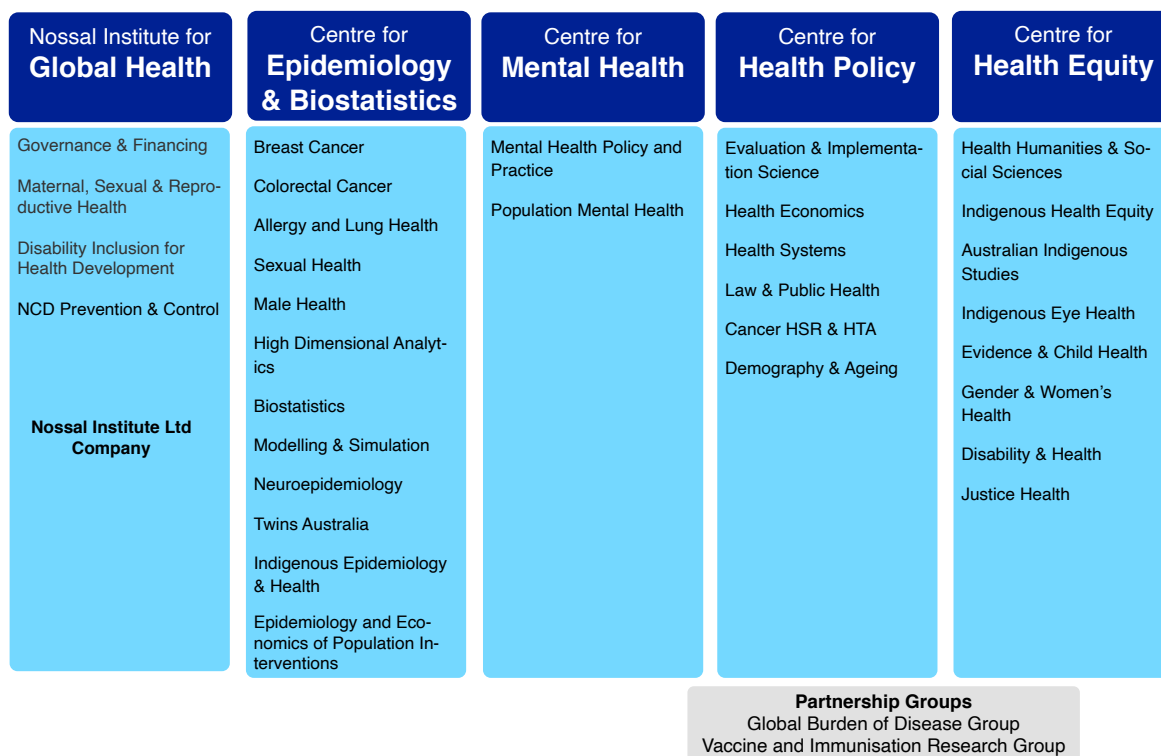 Nossal Institute for
Global Health
Governance & Financing
Maternal, Sexual & Repro-
ductive Health
Disability Inclusion for
Health Development
NCD Prevention & Control
Nossal Institute Ltd
Company
Centre for
Epidemiology
& Biostatistics
Breast Cancer
Colorectal Cancer
Allergy and Lung Health
Sexual Health
Male Health
High Dimensional Analyt-
ics
Biostatistics
Modelling & Simulation
Neuroepidemiology
Twins Australia
Indigenous Epidemiology
& Health
Epidemiology and Eco-
nomics of Population In-
terventions
Centre for
Mental Health
Mental Health Policy and
Practice
Population Mental Health
Centre for
Health Policy
Evaluation & Implementa-
tion Science
Health Economics
Health Systems
Law & Public Health
Cancer HSR & HTA
Demography & Ageing
Centre for
Health Equity
Health Humanities & So-
cial Sciences
Indigenous Health Equity
Australian Indigenous
Studies
Indigenous Eye Health
Evidence & Child Health
Gender & Women’s
Health
Disability & Health
Justice Health
Partnership Groups
Global Burden of Disease Group
Vaccine and Immunisation Research Group